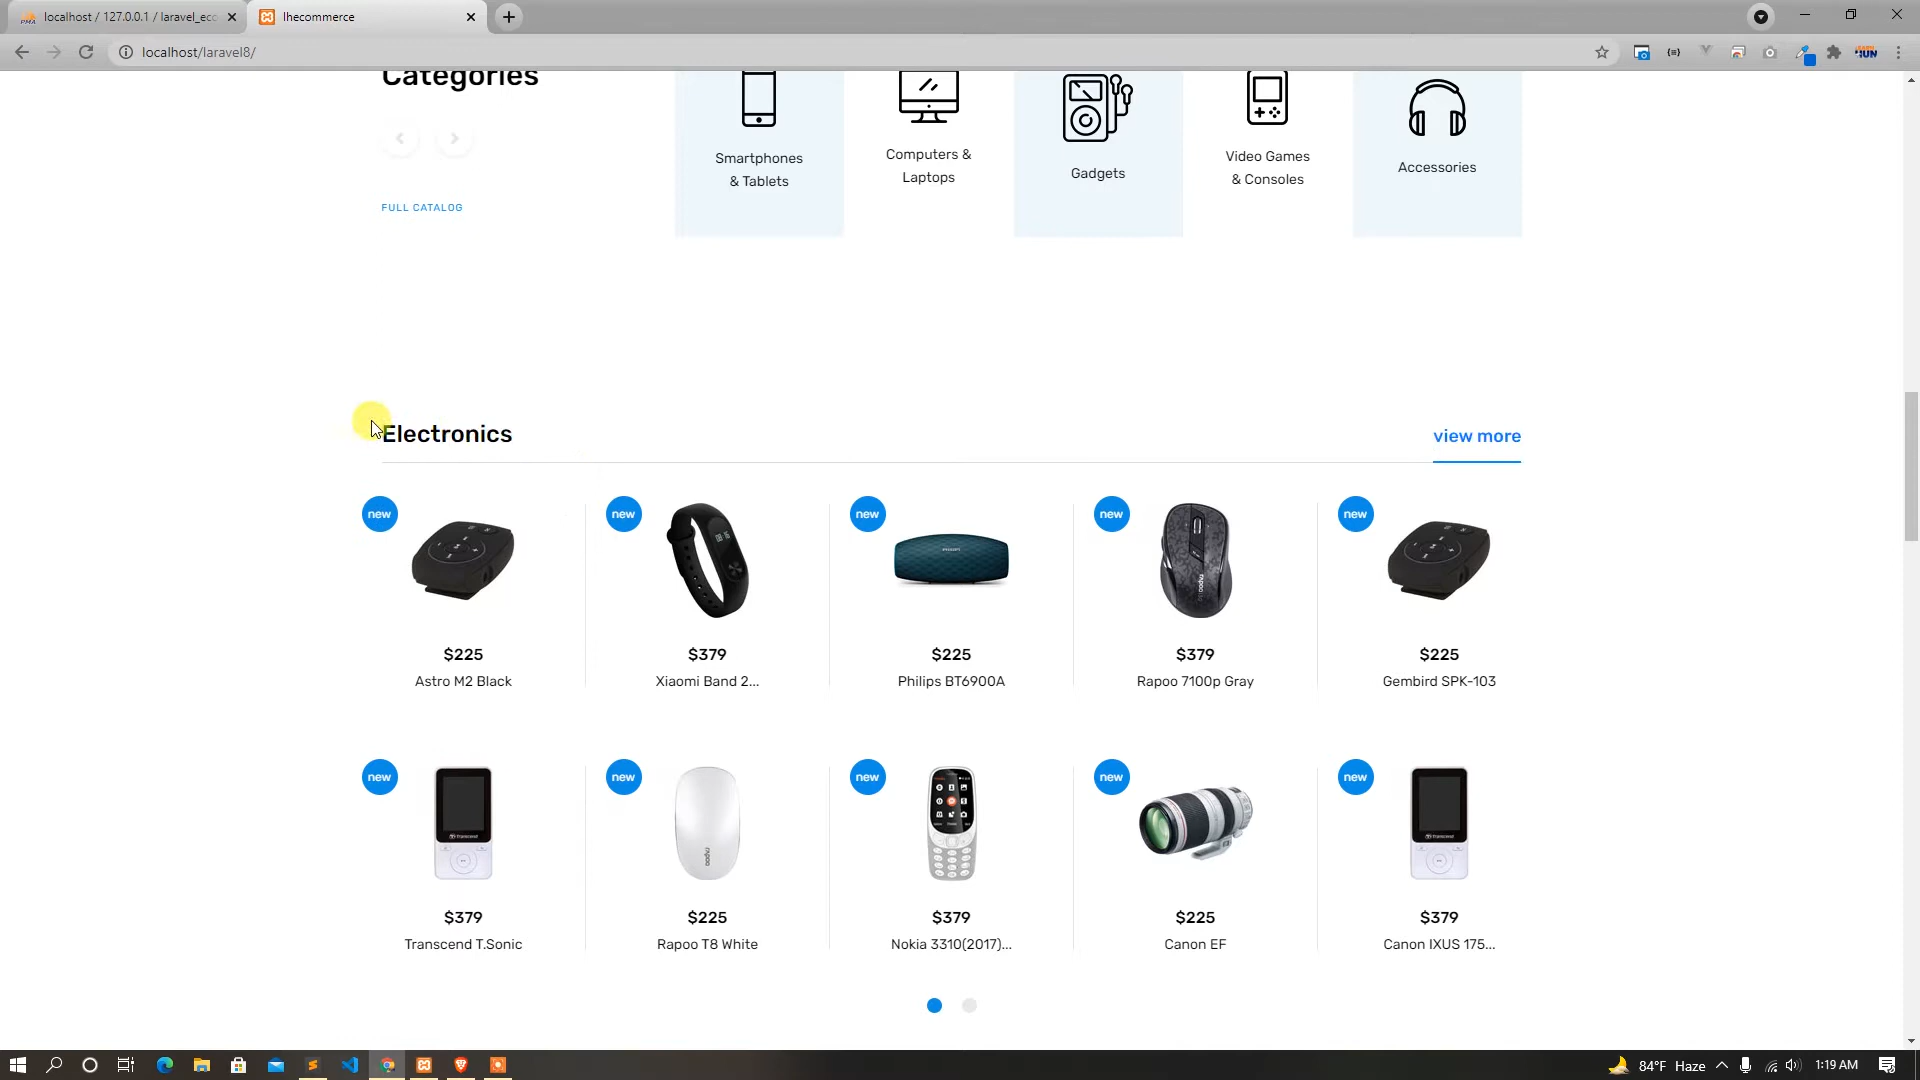 localhost / 127.0.0.1 / laravel_ecc
lhecommerce
localhost/laravel8/
Categories
Smartphones
& Tablets
Computers &
Laptops
Gadgets
Video Games
& Consoles
Accessories
FULL CATALOG
Electronics
view more
new
new
new
new
new
$225
Astro M2 Black
$379
Xiaomi Band 2...
$225
Philips BT6900A
$379
Rapoo 7100p Gray
$225
Gembird SPK-103
new
new
new
new
new
$379
Transcend T.Sonic
$225
Rapoo T8 White
$379
Nokia 3310(2017)...
$225
Canon EF
$379
Canon IXUS 175...
84°F Haze
1:19 AM